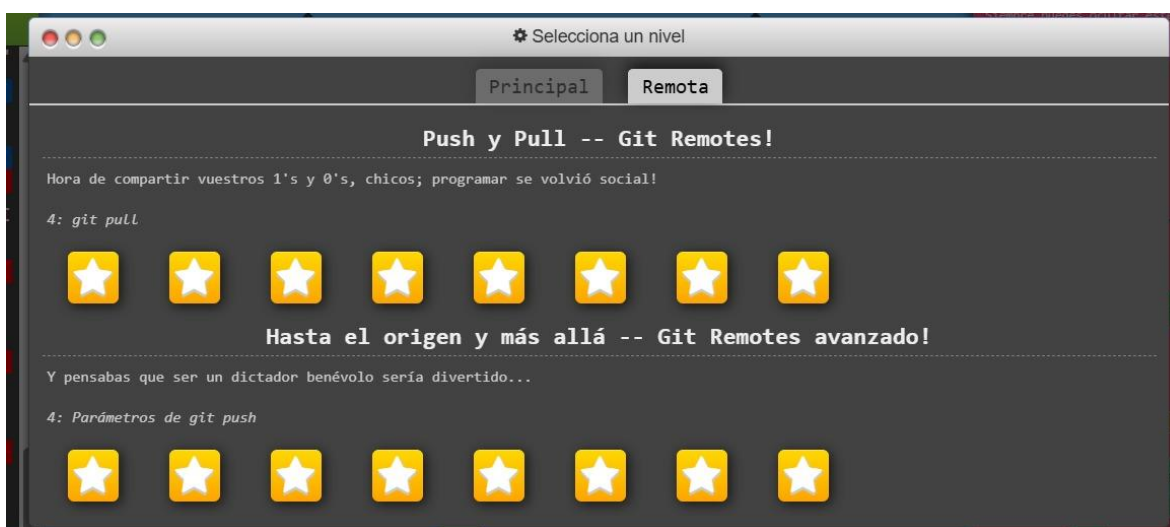 Selecciona un nivel
Principal Remota
Push y Pull -- Git Remotes!
Hora de compartir vuestros 1's y 0's, chicos; programar se volvió social!
4: git pull
Hasta el origen y más allá -- Git Remotes avanzado!
Y pensabas que ser un dictador benévolo sería divertido...
4: Parámetros de git push